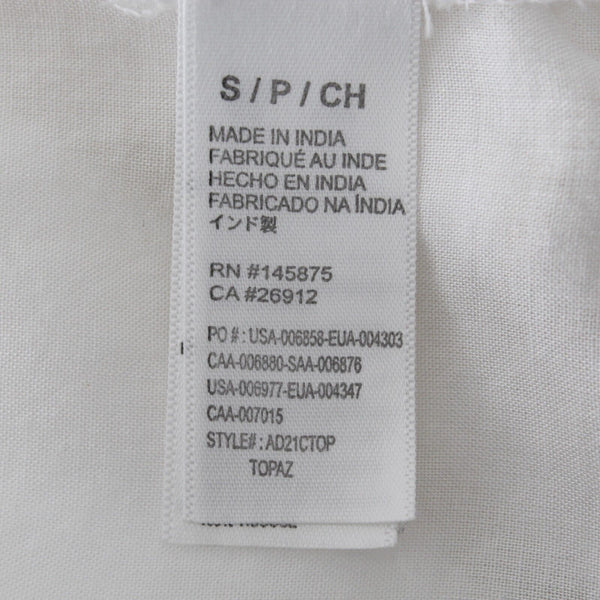 S / P / CH
MADE IN INDIA
FABRIQUÉ AU INDE
HECHO EN INDIA
FABRICADO NA ÍNDIA
インド製
RN #145875
CA #26912
PO # : USA-006858-EUA-004303
CAA-006880-SAA-006876
USA-006977-EUA-004347
CAA-007015
STYLE# : AD21CTOP
TOPAZ